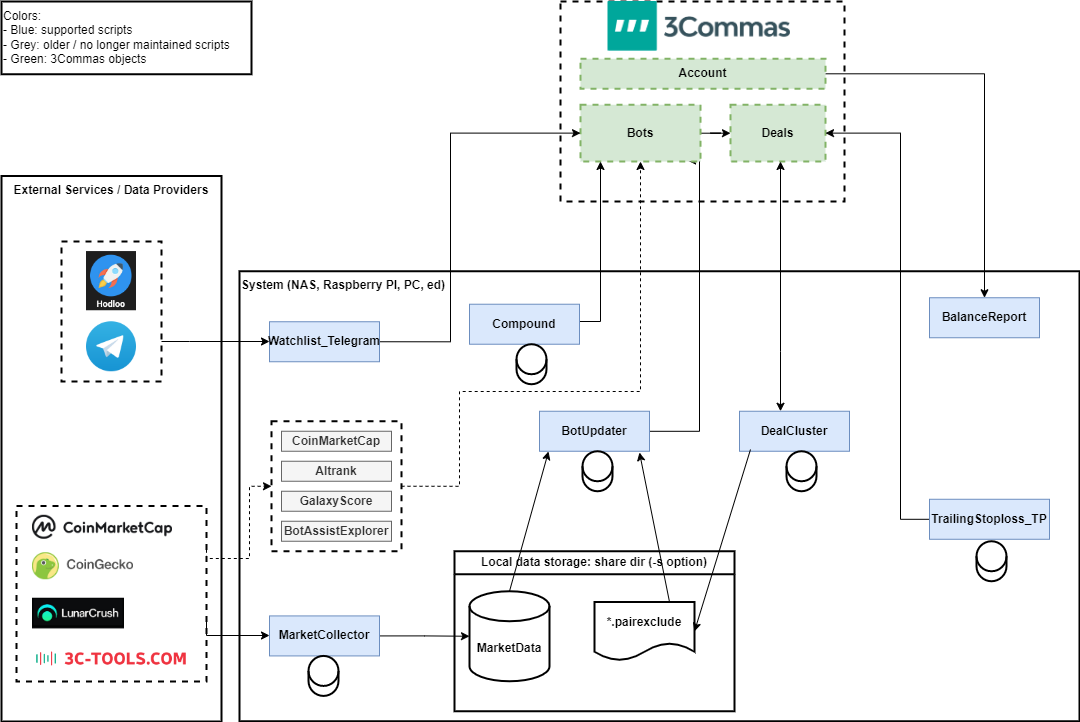 Colors:
- Blue: supported scripts
- Grey: older / no longer maintained scripts
- Green: 3Commas objects
3Commas
Account
Bots
Deals
External Services / Data Providers
Hodloo
System (NAS, Raspberry PI, PC, ed)
Watchlist_Telegram
Compound
BalanceReport
CoinMarketCap
Altrank
GalaxyScore
BotAssistExplorer
BotUpdater
DealCluster
TrailingStoploss_TP
CoinMarketCap
CoinGecko
LunarCrush
3C-TOOLS.COM
MarketCollector
Local data storage: share dir (-s option)
MarketData
*.pairexclude